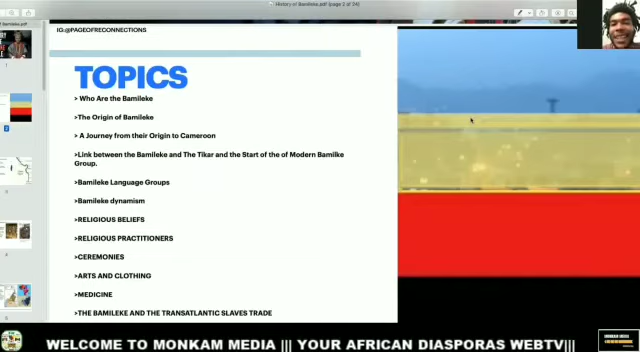 History of Bamileke.pdf (page 2 of 24)
IG:@PAGEOFRECONNECTIONS
TOPICS
> Who Are the Bamileke
>The Origin of Bamileke
> A Journey from their Origin to Cameroon
>Link between the Bamileke and The Tikar and the Start of the of Modern Bamilke
Group.
>Bamileke Language Groups
>Bamileke dynamism
>RELIGIOUS BELIEFS
>RELIGIOUS PRACTITIONERS
>CEREMONIES
>ARTS AND CLOTHING
>MEDICINE
>THE BAMILEKE AND THE TRANSATLANTIC SLAVES TRADE
WELCOME TO MONKAM MEDIA ||| YOUR AFRICAN DIASPORAS WEBTV|||
MONKAM MEDIA